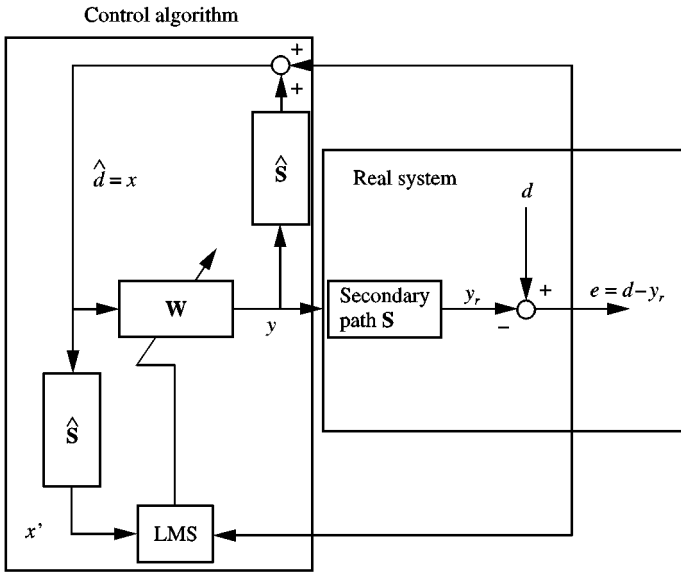 Control algorithm
+
+
Ŝ
d̂ = x
Real system
d
W
y
Secondary
path S
yᵣ
+
−
e = d−yᵣ
Ŝ
x’
LMS